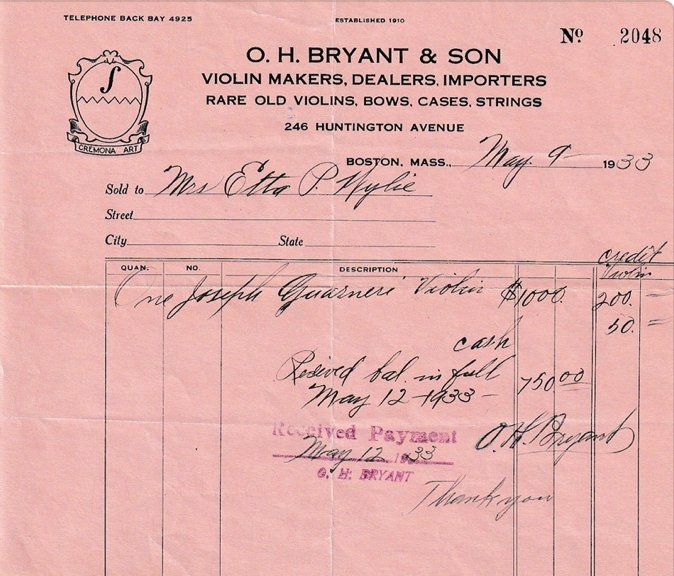 TELEPHONE BACK BAY 4925
ESTABLISHED 1910
Nº 2048
O. H. BRYANT & SON
VIOLIN MAKERS, DEALERS, IMPORTERS
RARE OLD VIOLINS, BOWS, CASES, STRINGS
246 HUNTINGTON AVENUE
CREMONA ART
BOSTON, MASS., May 9 1933
Sold to Mrs Etta P. Wylie
Street
City State
credit
Violin
QUAN. NO. DESCRIPTION
One Joseph Guarneri Violin $1000. 200. =
50. =
cash
Received bal. in full 750 00
May 12 - 1933 -
Received Payment O. H. Bryant
May 12 1933
O. H. BRYANT
Thank you